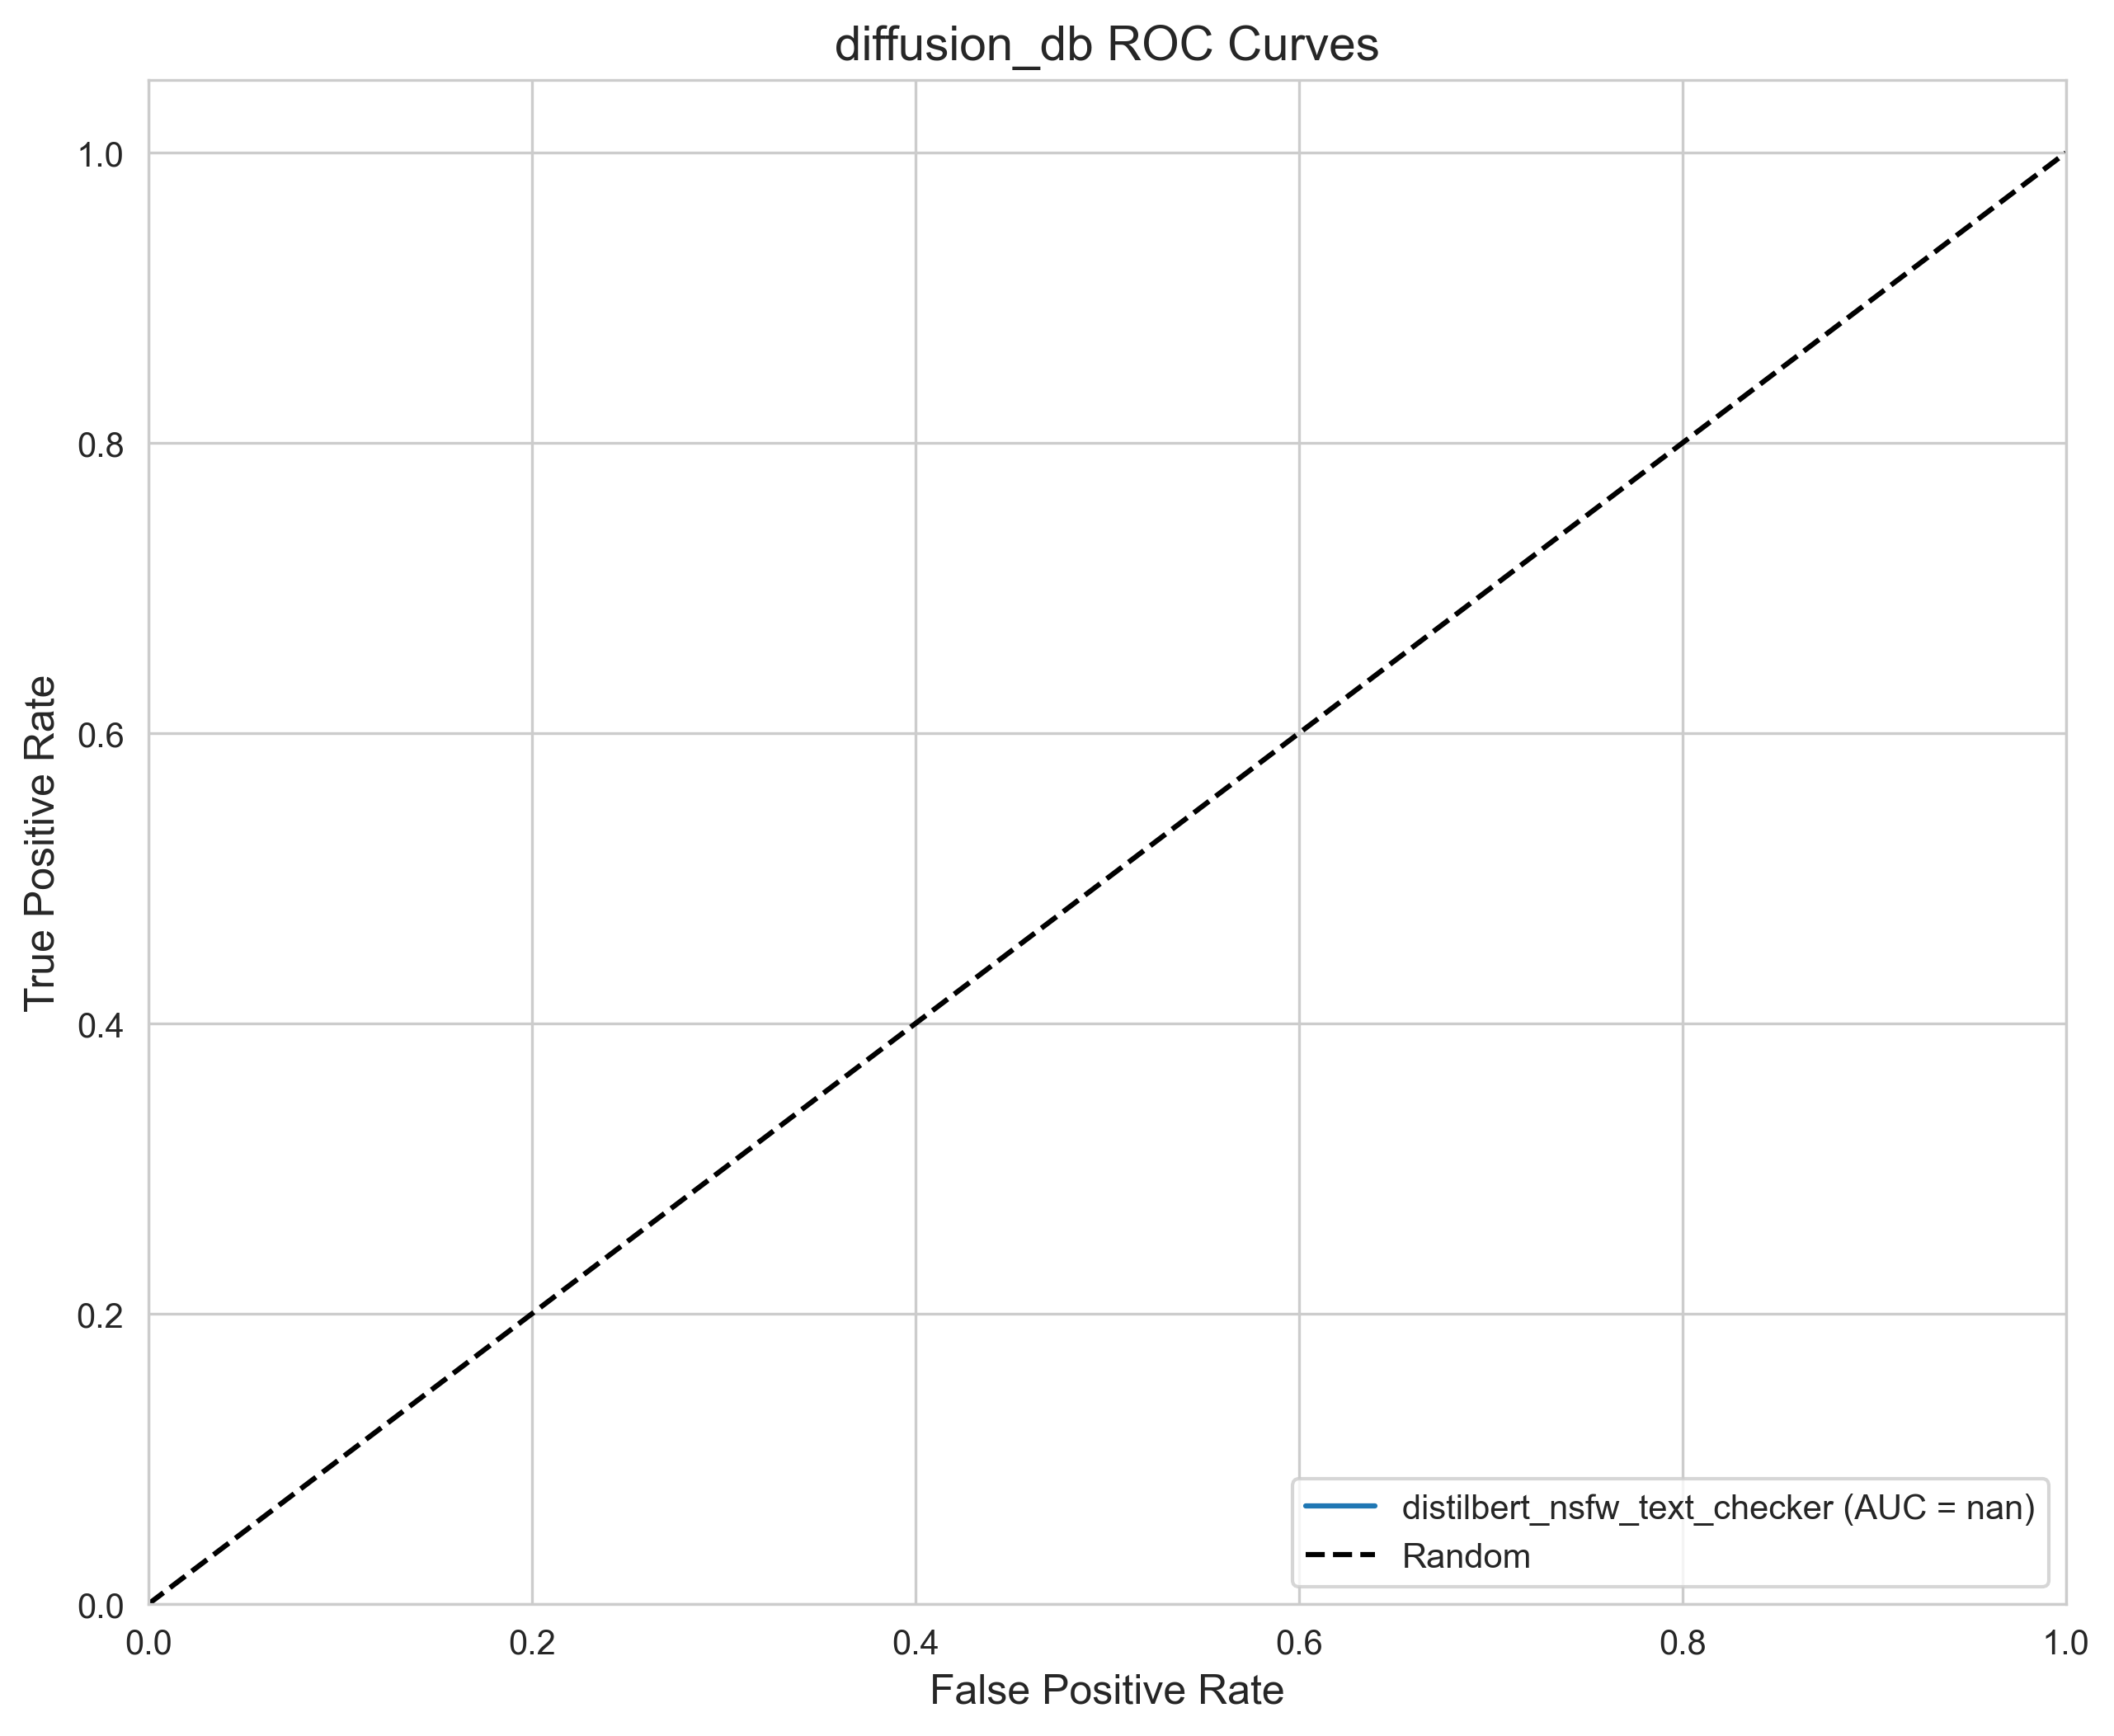 diffusion_db ROC Curves
True Positive Rate
1.0
0.8
0.6
0.4
0.2
0.0
distilbert_nsfw_text_checker (AUC = nan)
Random
0.0 0.2 0.4 0.6 0.8 1.0
False Positive Rate